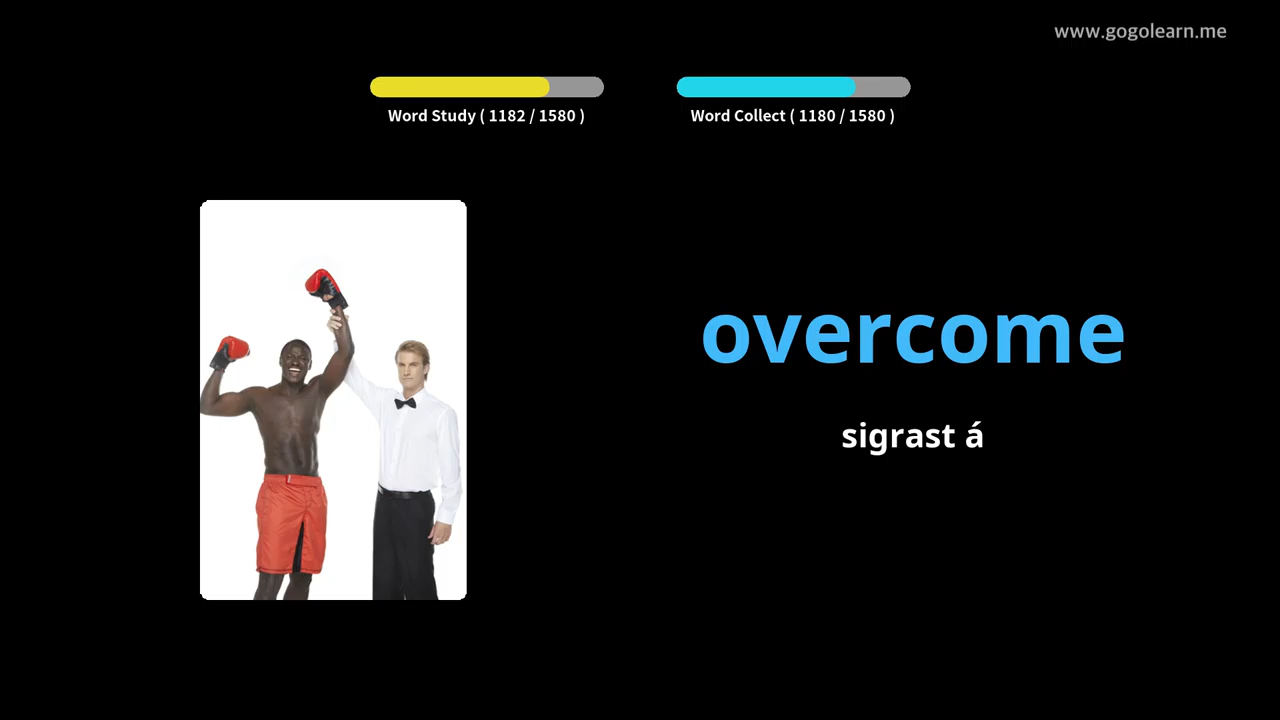 www.gogolearn.me
Word Study ( 1182 / 1580 )
Word Collect ( 1180 / 1580 )
overcome
sigrast á